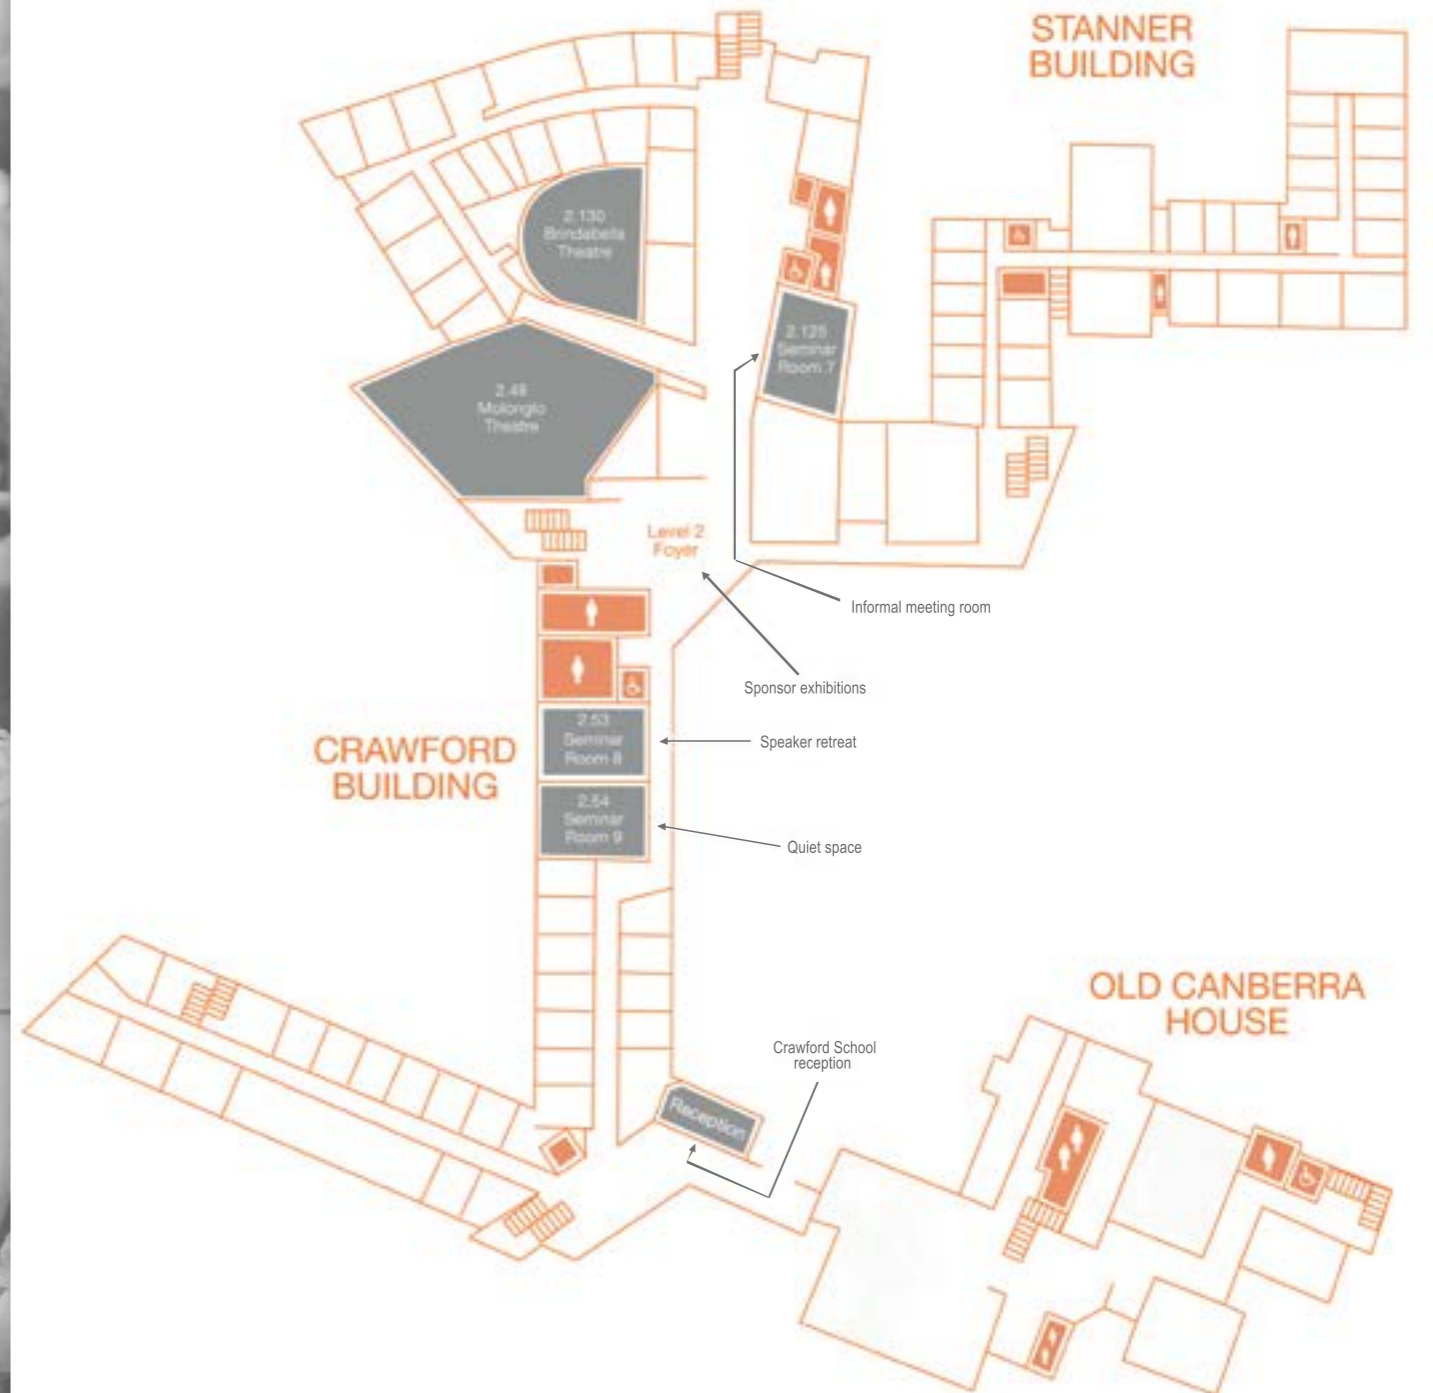 STANNER
BUILDING
2.130
Brindabella
Theatre
2.125
Seminar
Room 7
2.48
Molonglo
Theatre
Level 2
Foyer
Informal meeting room
Sponsor exhibitions
CRAWFORD
BUILDING
2.53
Seminar
Room 8
Speaker retreat
2.54
Seminar
Room 9
Quiet space
OLD CANBERRA
HOUSE
Crawford School
reception
Reception